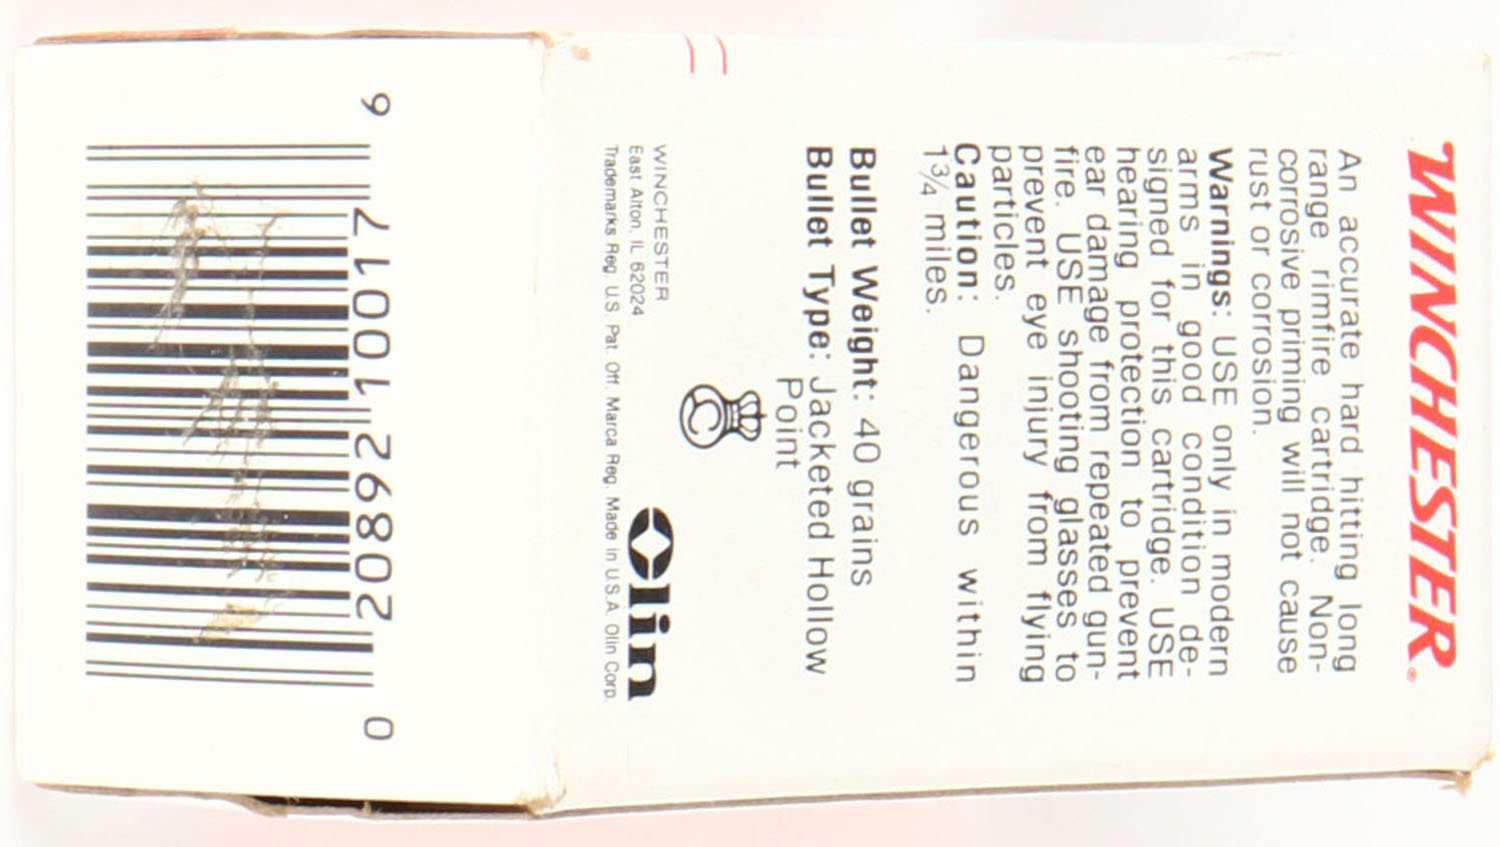 WINCHESTER®
An accurate hard hitting long
range rimfire cartridge. Non-
corrosive priming will not cause
rust or corrosion.
Warnings: USE only in modern
arms in good condition de-
signed for this cartridge. USE
hearing protection to prevent
ear damage from repeated gun-
fire. USE shooting glasses to
prevent eye injury from flying
particles.
Caution: Dangerous within
1¾ miles.
Bullet Weight: 40 grains
Bullet Type: Jacketed Hollow
Point
C
WINCHESTER
East Alton, IL 62024
Olin
Trademarks Reg. U.S. Pat. Off. Marca Reg. Made in U.S.A. Olin Corp.
0 20892 10017 6